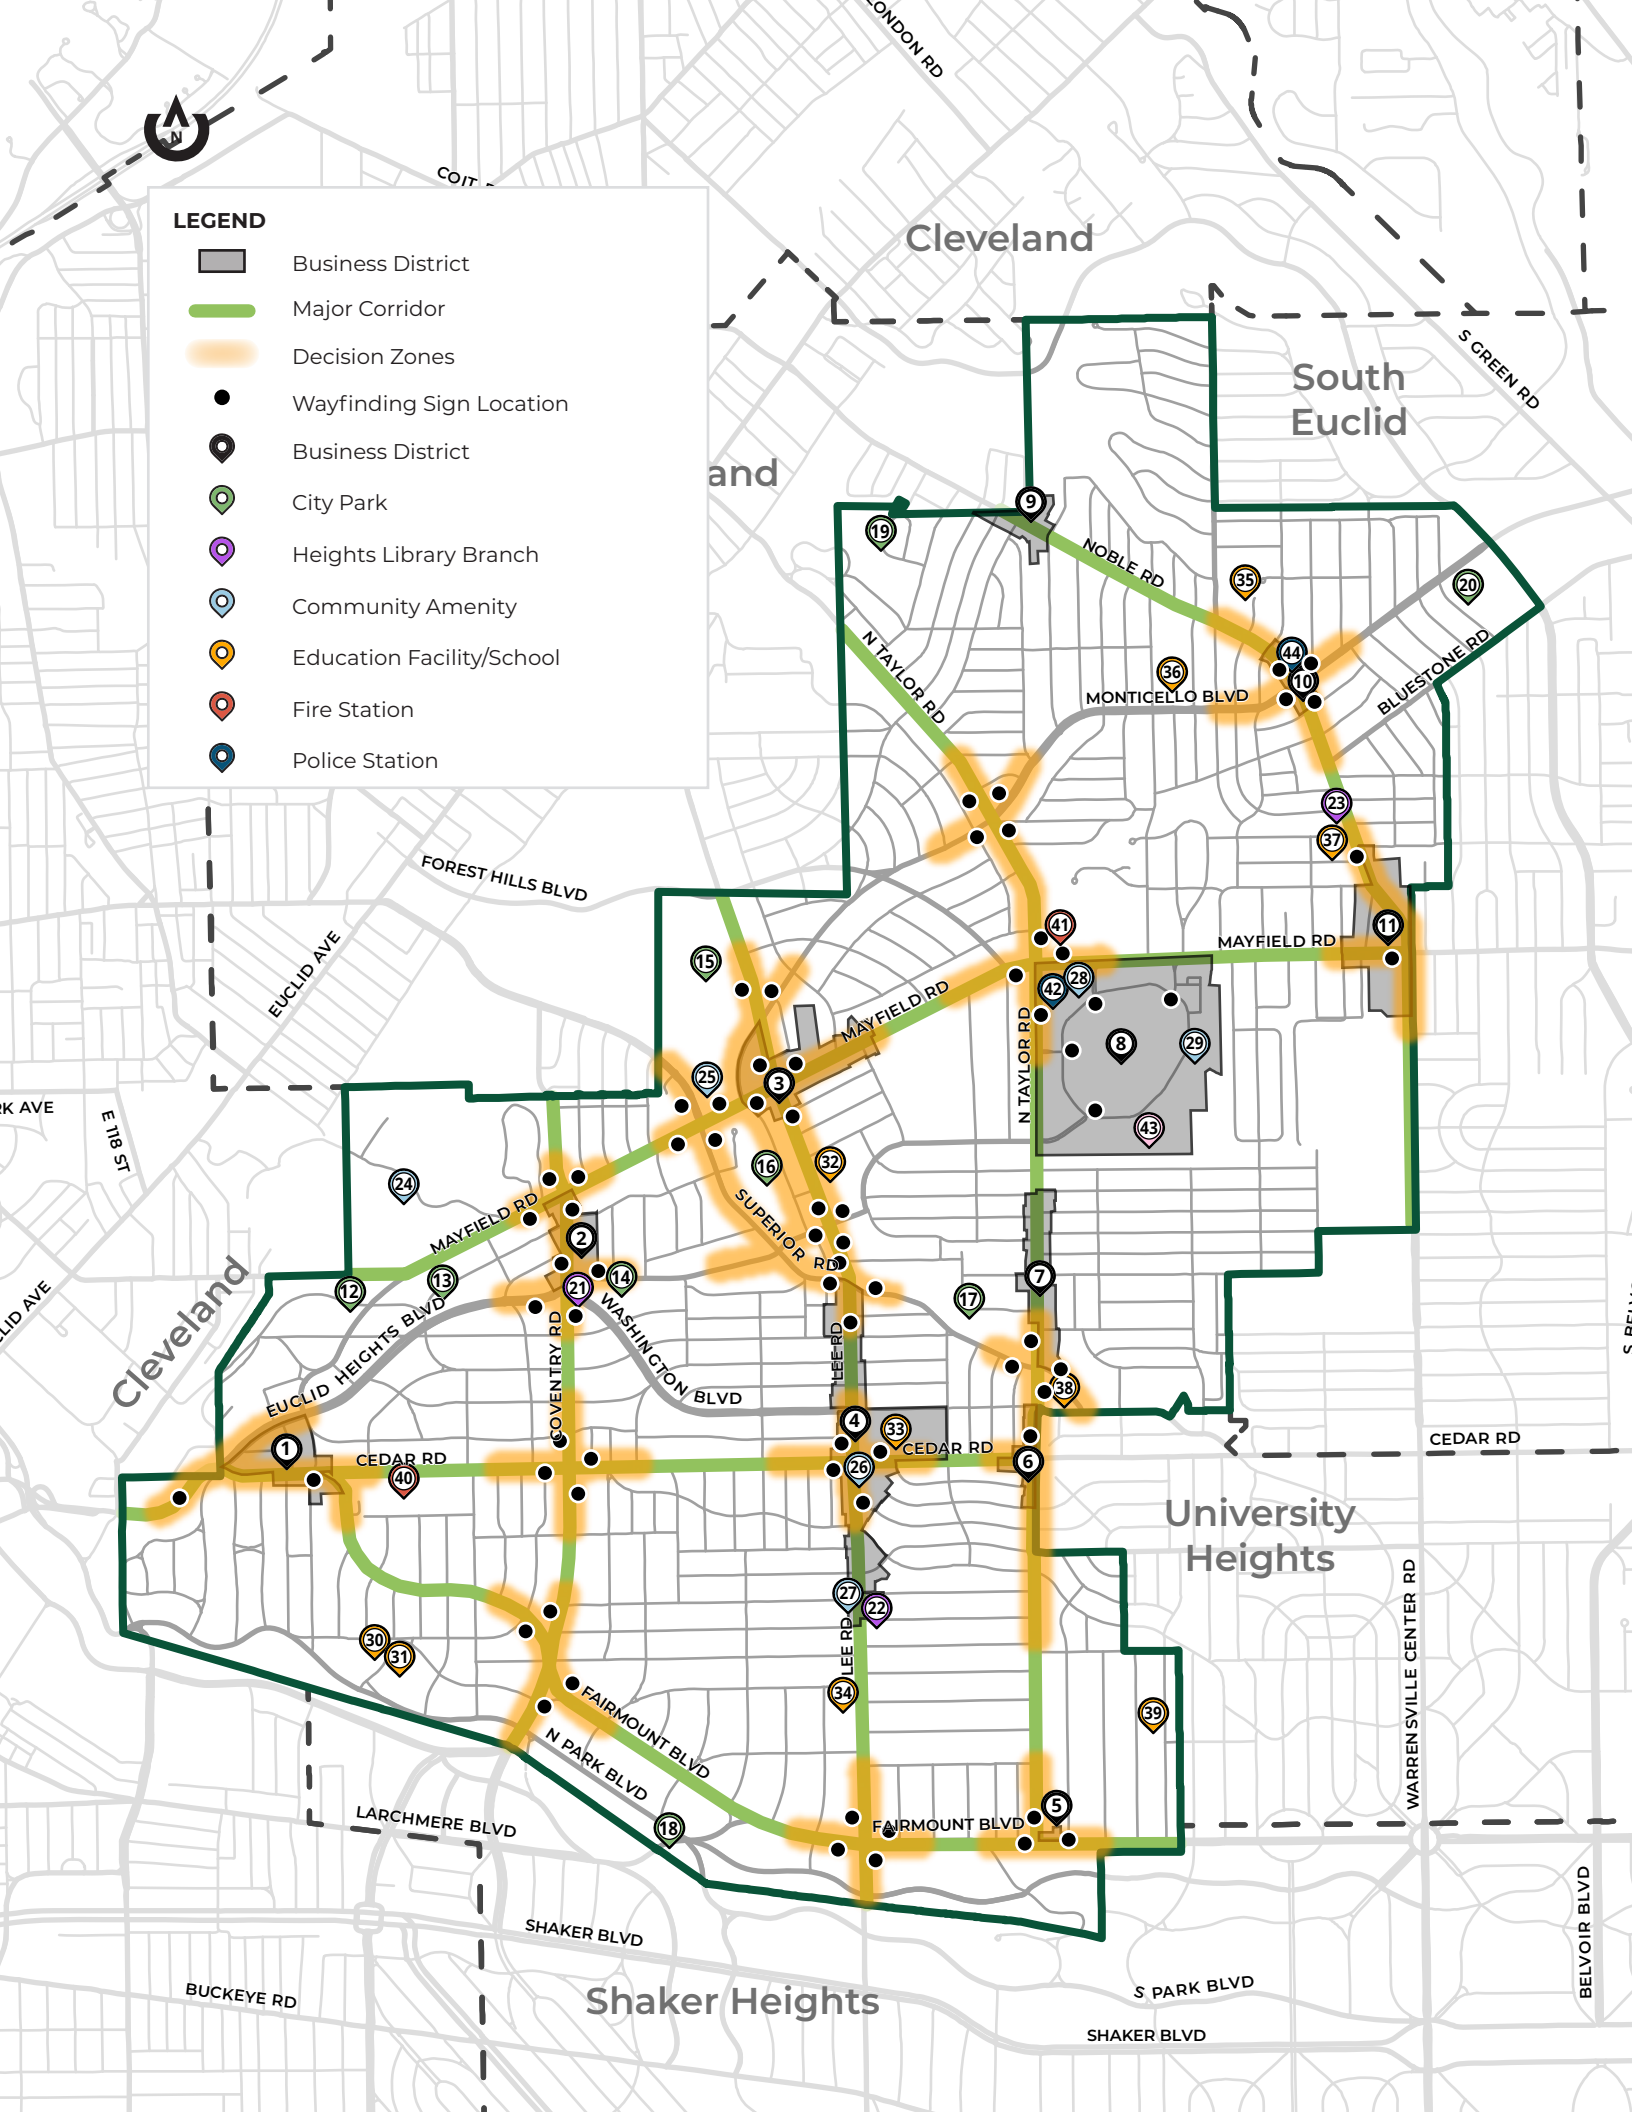 LONDON RD
N
COIT
LEGEND
Business District
Major Corridor
Decision Zones
Wayfinding Sign Location
Business District
City Park
Heights Library Branch
Community Amenity
Education Facility/School
Fire Station
Police Station
Cleveland
South
Euclid
S GREEN RD
and
9
19
NOBLE RD
35
20
N TAYLOR RD
44
36
10
MONTICELLO BLVD
BLUESTONE RD
23
37
FOREST HILLS BLVD
EUCLID AVE
15
41
11
MAYFIELD RD
MAYFIELD RD
28
42
N TAYLOR RD
8
29
25
3
RK AVE
E 118 ST
43
16
32
24
SUPERIOR RD
MAYFIELD RD
2
13
14
12
21
7
17
CLID AVE
Cleveland
EUCLID HEIGHTS BLVD
WASHINGTON BLVD
COVENTRY RD
LEE RD
38
4
33
1
CEDAR RD
CEDAR RD
CEDAR RD
40
26
6
University
Heights
27
22
30
31
LEE RD
34
39
WARRENSVILLE CENTER RD
FAIRMOUNT BLVD
N PARK BLVD
5
FAIRMOUNT BLVD
18
LARCHMERE BLVD
SHAKER BLVD
BELVOIR BLVD
BUCKEYE RD
Shaker Heights
S PARK BLVD
SHAKER BLVD